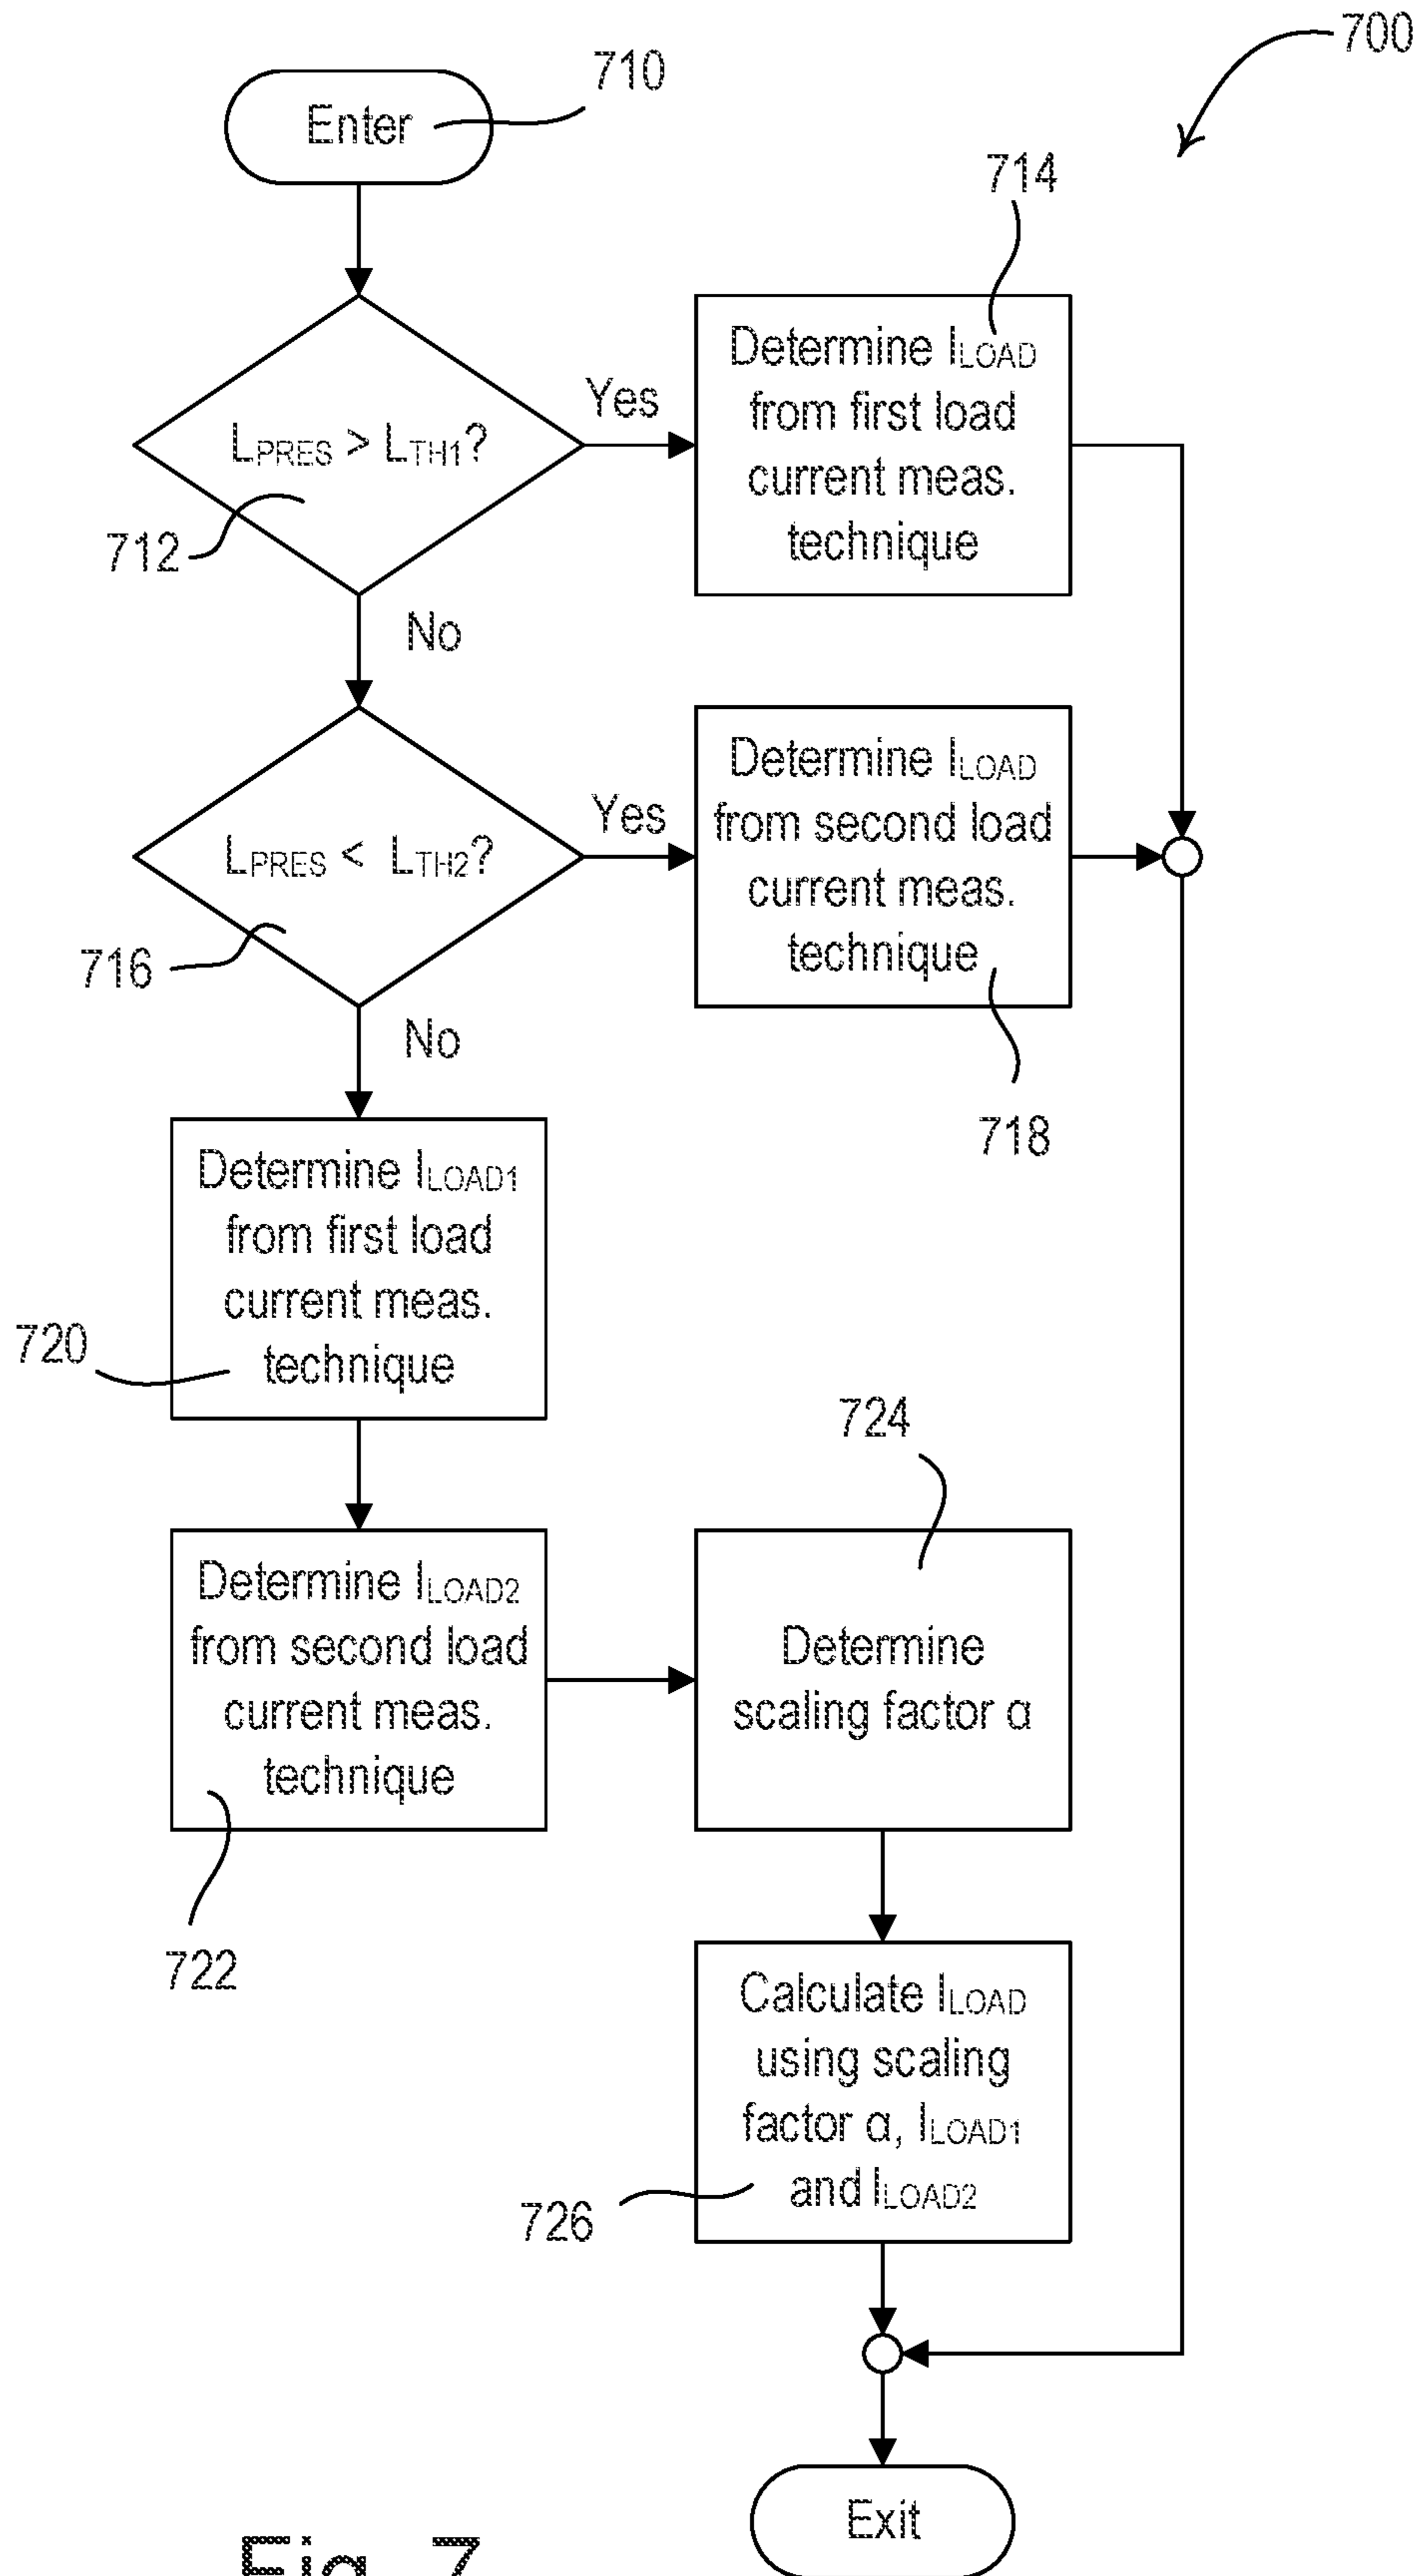 700
710
Enter
714
Determine ILOAD
from first load
current meas.
technique
Yes
LPRES > LTH1?
712
No
Determine ILOAD
from second load
current meas.
technique
Yes
LPRES < LTH2?
716
No
718
Determine ILOAD1
from first load
current meas.
technique
720
724
Determine ILOAD2
from second load
current meas.
technique
Determine
scaling factor α
722
Calculate ILOAD
using scaling
factor α, ILOAD1
and ILOAD2
726
Exit
Fig. 7